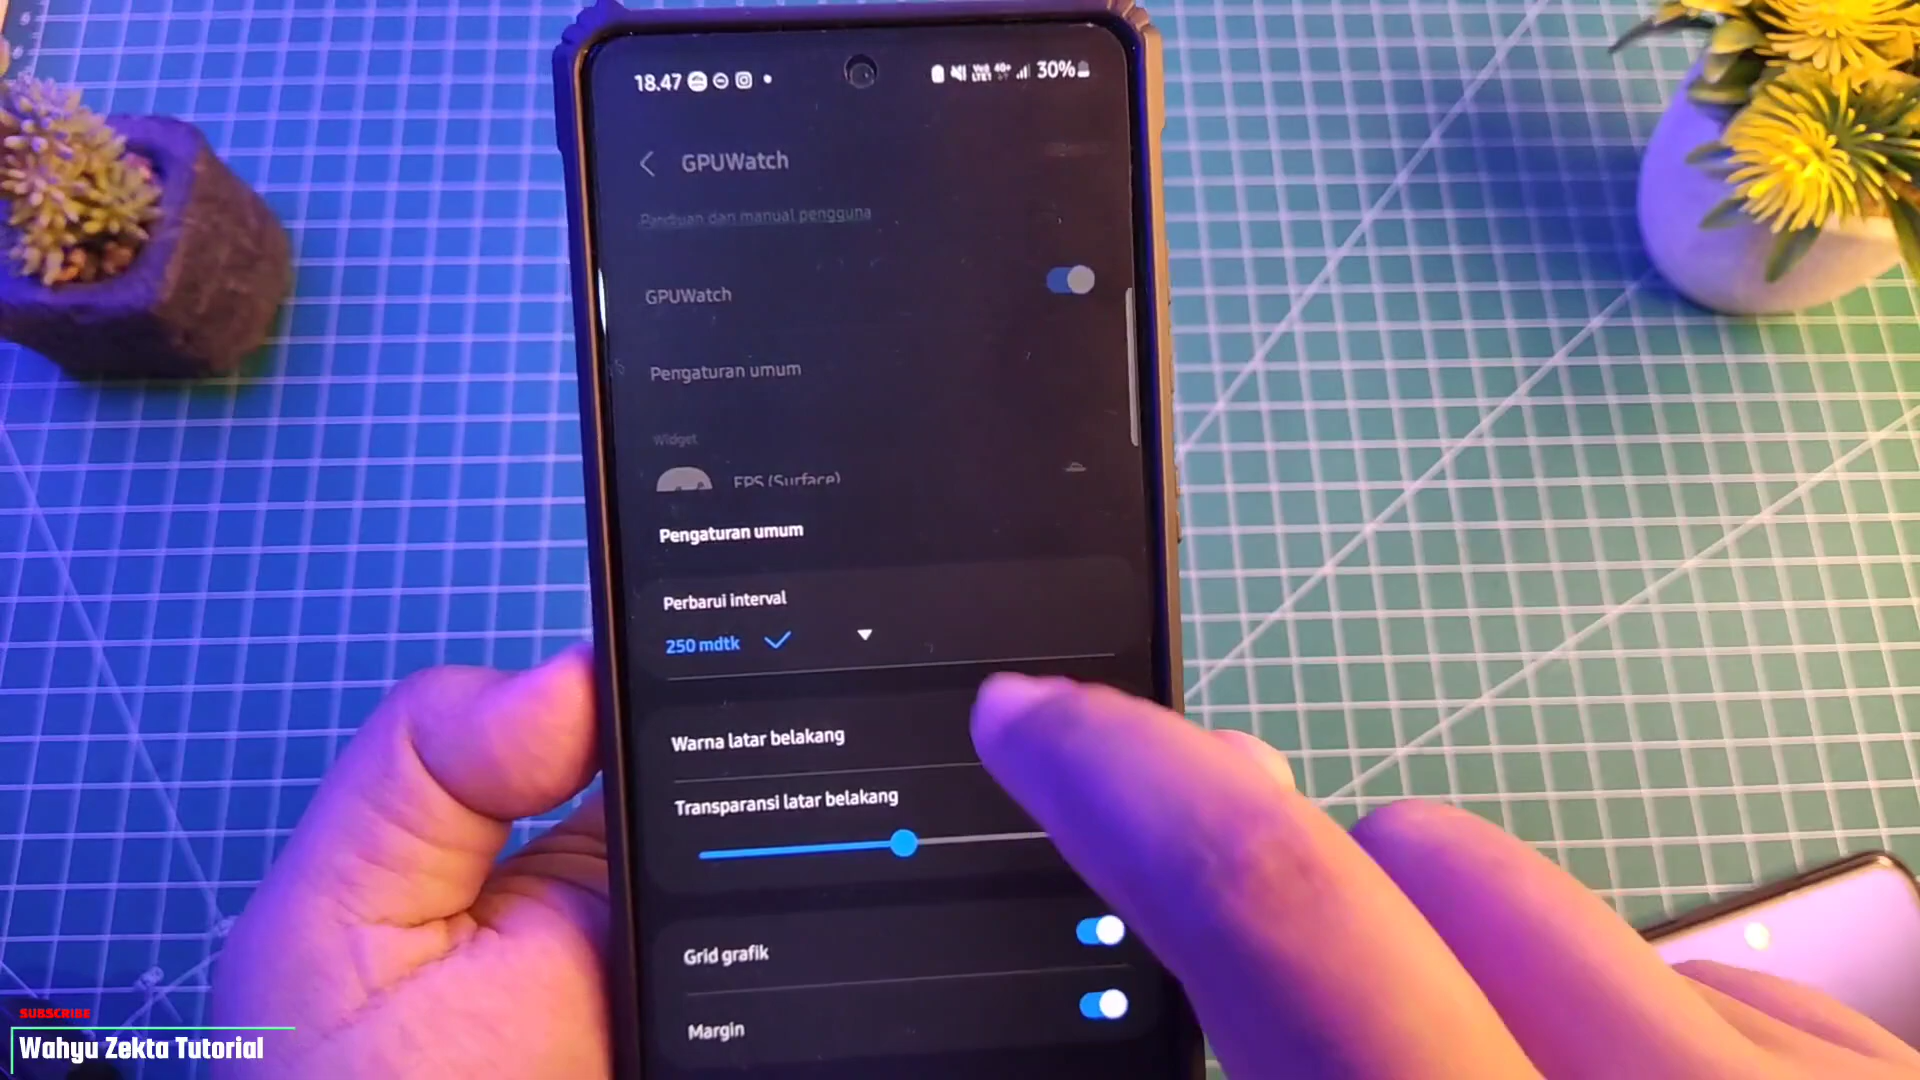 18.47
30%
GPUWatch
Panduan dan manual pengguna
GPUWatch
Pengaturan umum
Widget
FPS (Surface)
Pengaturan umum
Perbarui interval
250 mdtk
Warna latar belakang
Transparansi latar belakang
Grid grafik
Margin
SUBSCRIBE
Wahyu Zekta Tutorial